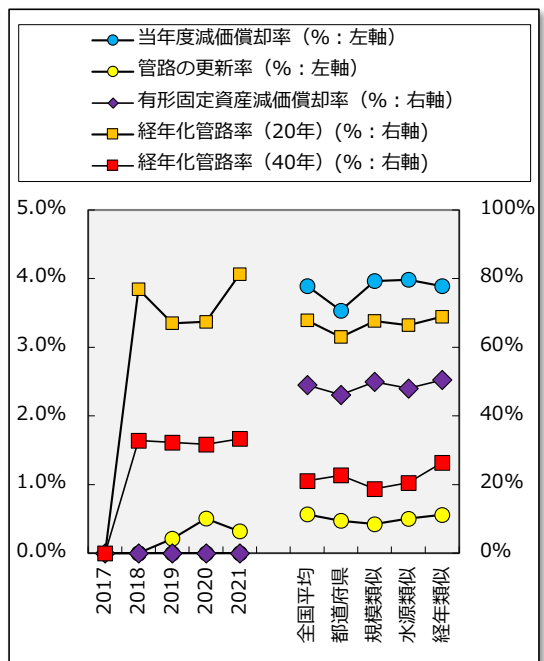 当年度減価償却率（%：左軸）
管路の更新率（%：左軸）
有形固定資産減価償却率（%：右軸）
経年化管路率（20年）(%：右軸)
経年化管路率（40年）(%：右軸)
5.0%
4.0%
3.0%
2.0%
1.0%
0.0%
100%
80%
60%
40%
20%
0%
2017
2018
2019
2020
2021
全国平均
都道府県
規模類似
水源類似
経年類似